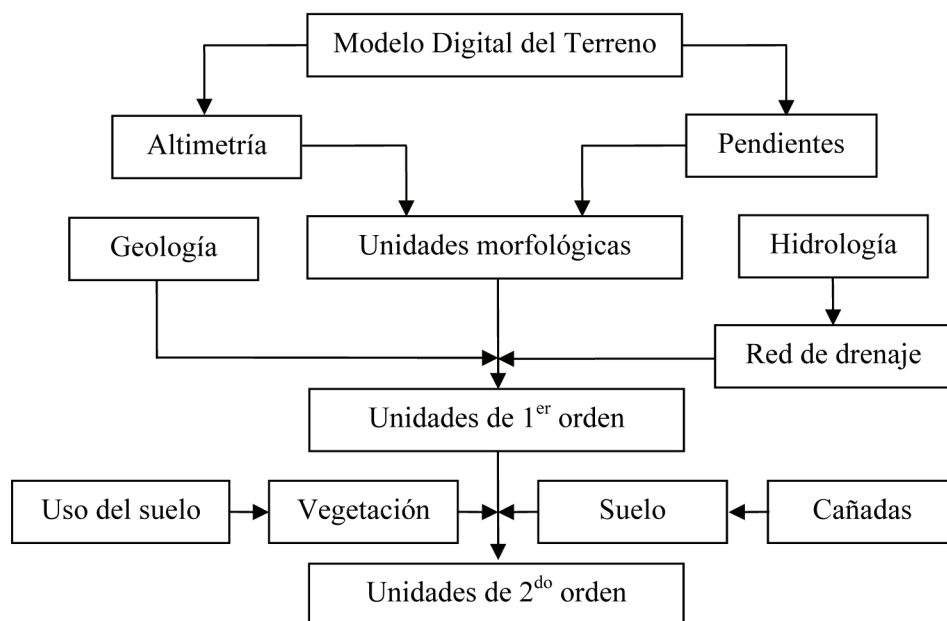 Modelo Digital del Terreno
Altimetría
Pendientes
Geología
Unidades morfológicas
Hidrología
Red de drenaje
Unidades de 1er orden
Uso del suelo
Vegetación
Suelo
Cañadas
Unidades de 2do orden